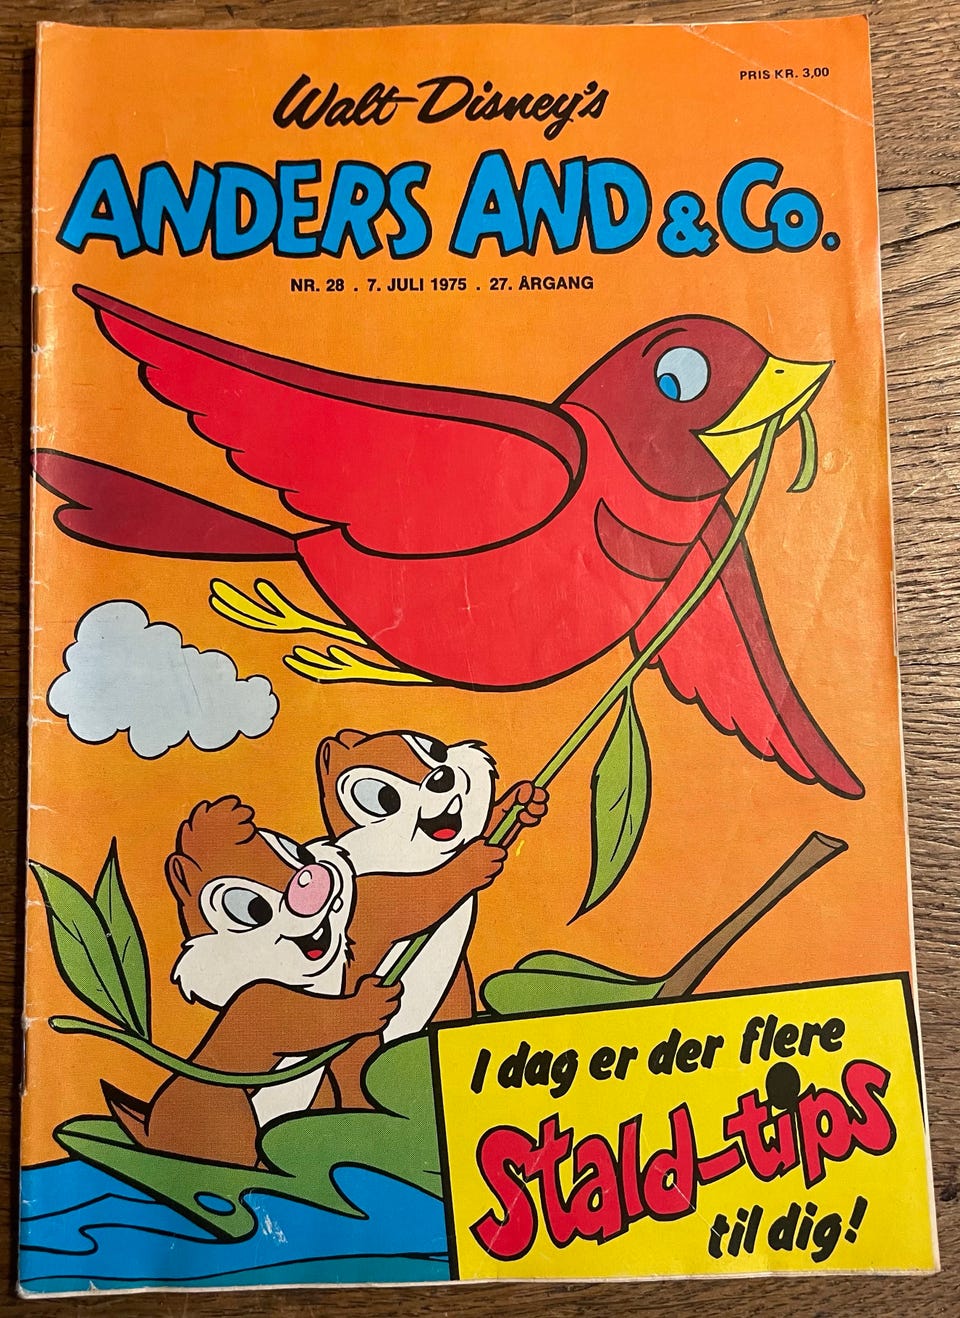 PRIS KR. 3,00
Walt Disney's
ANDERS AND & Co.
NR. 28 . 7. JULI 1975 . 27. ÅRGANG
I dag er der flere
Stald-tips
til dig!